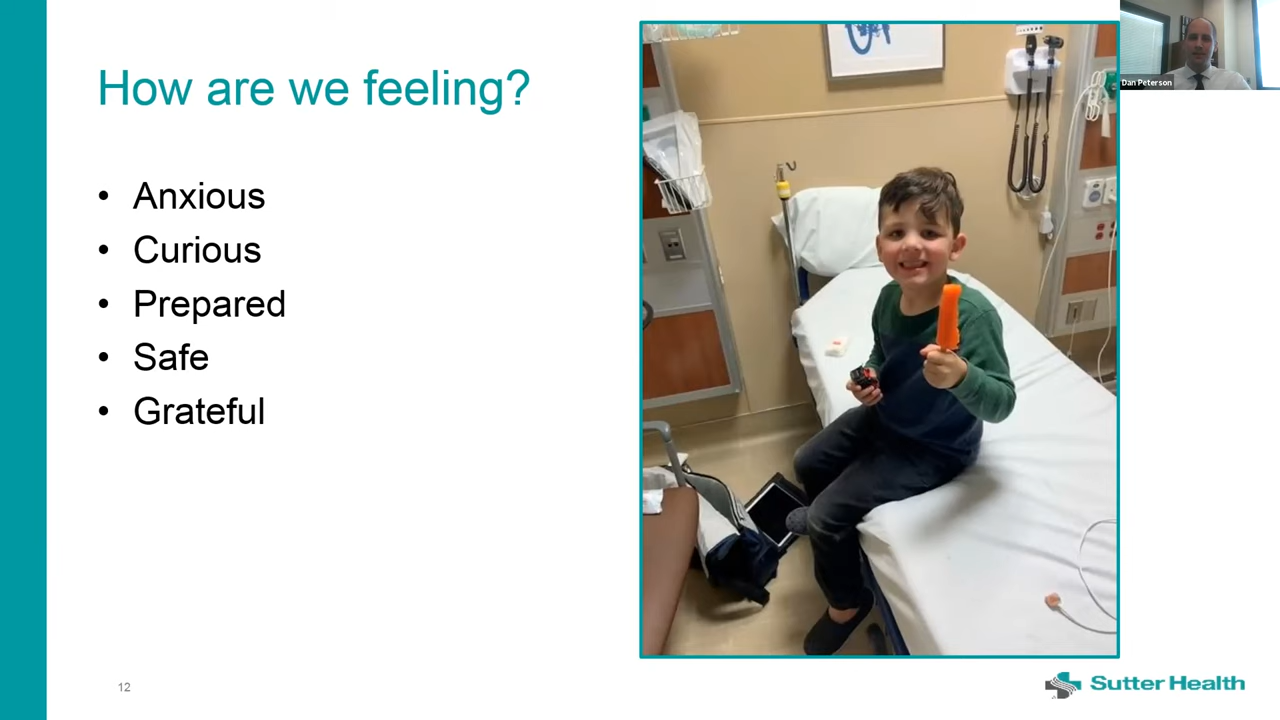 How are we feeling?
• Anxious
• Curious
• Prepared
• Safe
• Grateful
Dan Peterson
12
Sutter Health